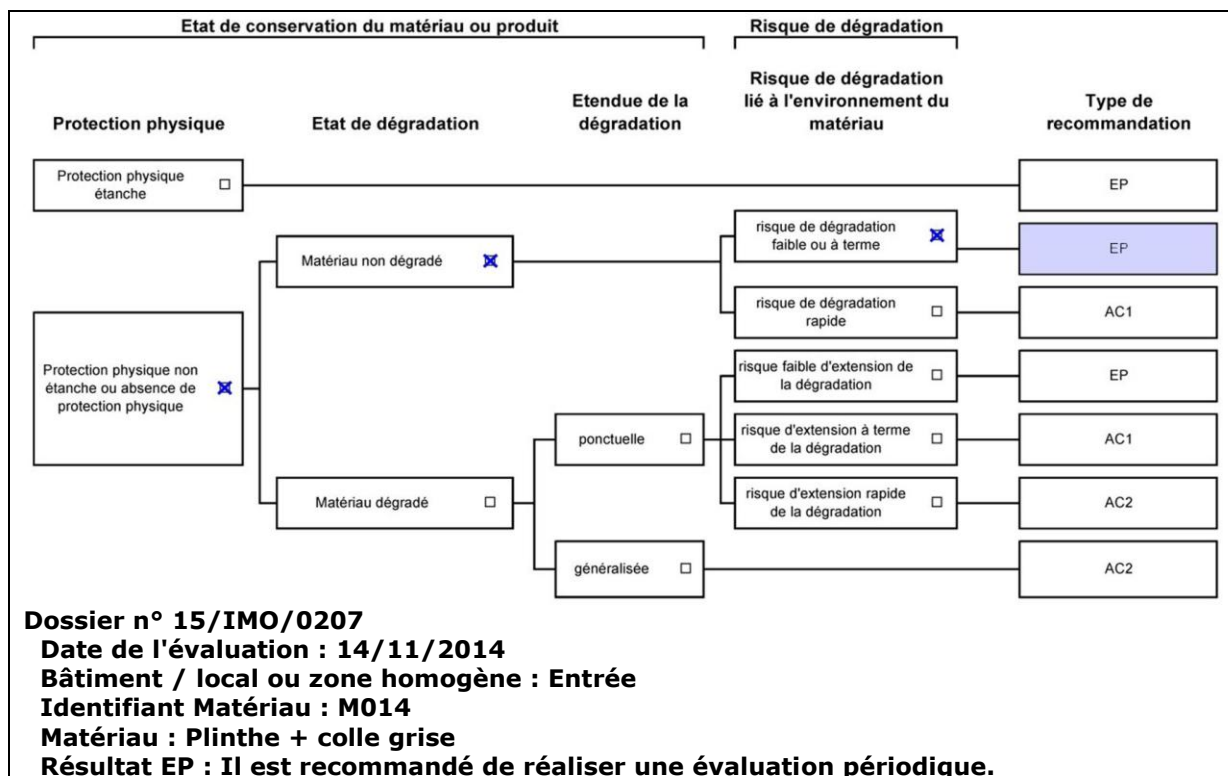 Etat de conservation du matériau ou produit
Risque de dégradation
Protection physique
Etat de dégradation
Etendue de la
dégradation
Risque de dégradation
lié à l'environnement du
matériau
Type de
recommandation
Protection physique
étanche
EP
risque de dégradation
faible ou à terme
EP
Matériau non dégradé
risque de dégradation
rapide
AC1
Protection physique non
étanche ou absence de
protection physique
risque faible d'extension de
la dégradation
EP
ponctuelle
risque d'extension à terme
de la dégradation
AC1
Matériau dégradé
risque d'extension rapide
de la dégradation
AC2
généralisée
AC2
Dossier n° 15/IMO/0207
Date de l'évaluation : 14/11/2014
Bâtiment / local ou zone homogène : Entrée
Identifiant Matériau : M014
Matériau : Plinthe + colle grise
Résultat EP : Il est recommandé de réaliser une évaluation périodique.